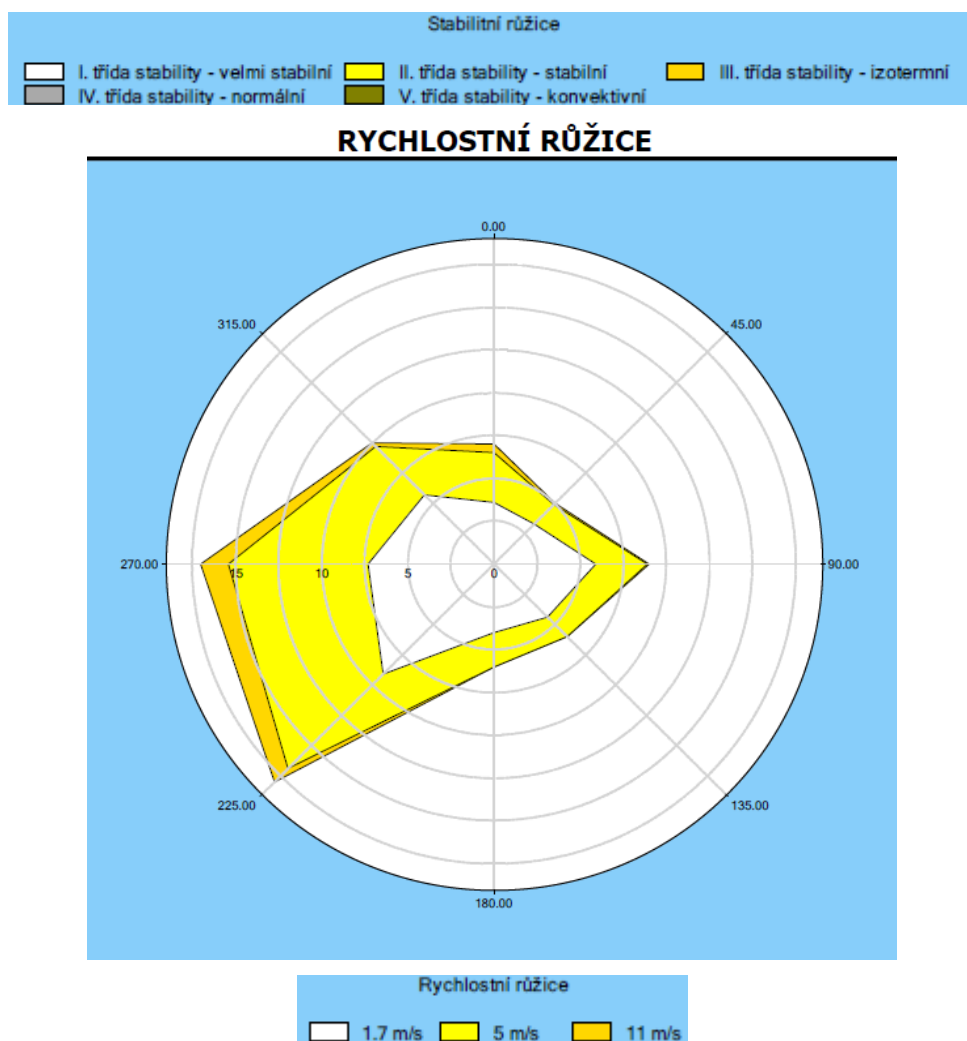 Stabilitní růžice
I. třída stability - velmi stabilní II. třída stability - stabilní III. třída stability - izotermní
IV. třída stability - normální V. třída stability - konvektivní
RYCHLOSTNÍ RŮŽICE
0.00
315.00 45.00
270.00 15 10 5 0 90.00
225.00 135.00
180.00
Rychlostní růžice
1.7 m/s 5 m/s 11 m/s